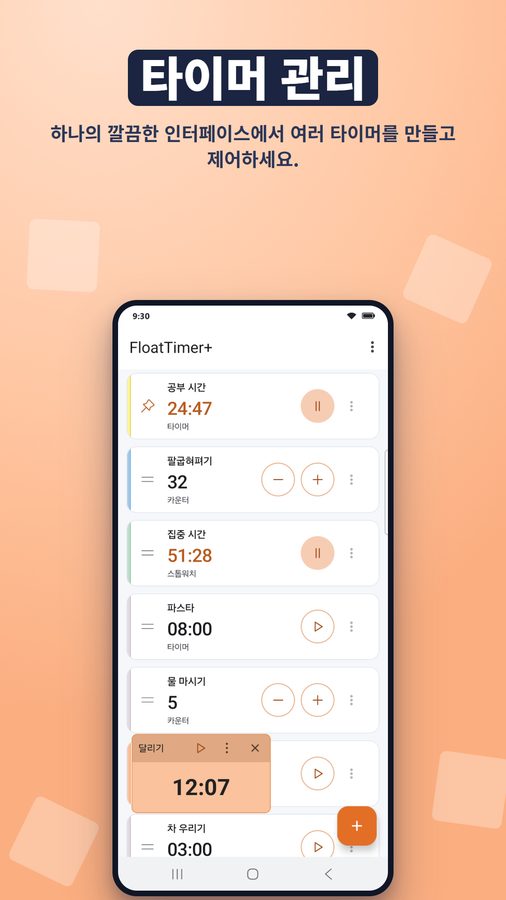 타이머 관리
하나의 깔끔한 인터페이스에서 여러 타이머를 만들고
제어하세요.
9:30
FloatTimer+
공부 시간
24:47
타이머
팔굽혀펴기
32
카운터
집중 시간
51:28
스톱워치
파스타
08:00
타이머
물 마시기
5
카운터
달리기
12:07
차 우리기
03:00